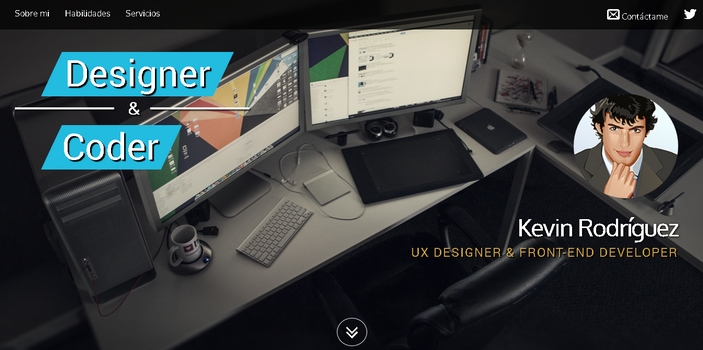 Sobre mi Habilidades Servicios Contáctame
Designer
&
Coder
Kevin Rodríguez
UX DESIGNER & FRONT-END DEVELOPER